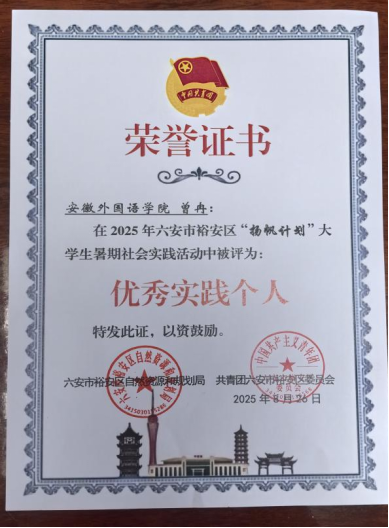 荣誉证书
安徽外国语学院 曾冉：
在2025年六安市裕安区“扬帆计划”大
学生暑期社会实践活动中被评为：
优秀实践个人
特发此证，以资鼓励。
六安市裕安区自然资源和规划局 共青团六安市裕安区委员会
2025年8月26日